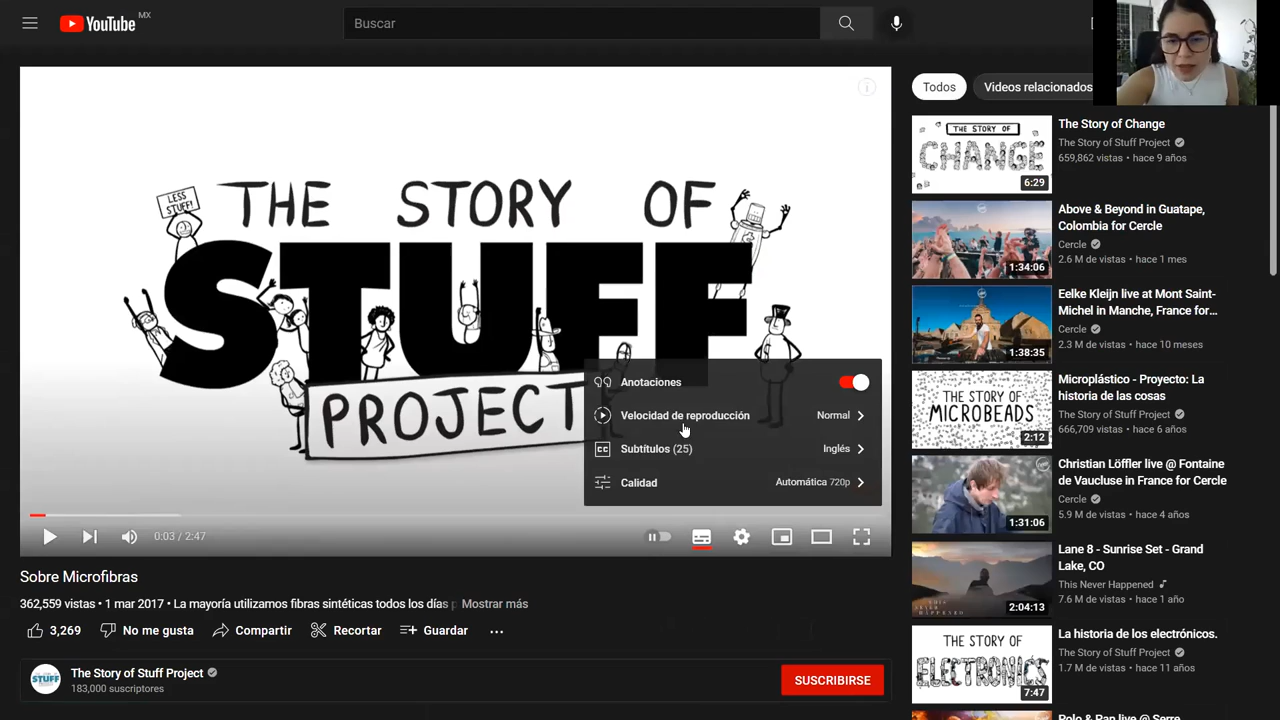 YouTube MX
Buscar
LESS
STUFF!
THE STORY OF
STUFF
PROJECT
Anotaciones
Velocidad de reproducción Normal
Subtítulos (25) Inglés
Calidad Automática 720p
0:03 / 2:47
Sobre Microfibras
362,559 vistas • 1 mar 2017 • La mayoría utilizamos fibras sintéticas todos los días p Mostrar más
3,269 No me gusta Compartir Recortar Guardar
The Story of Stuff Project
183,000 suscriptores
SUSCRIBIRSE
Todos Videos relacionados
THE STORY OF
CHANGE
6:29
The Story of Change
The Story of Stuff Project
659,862 vistas • hace 9 años
1:34:06
Above & Beyond in Guatape,
Colombia for Cercle
Cercle
2.6 M de vistas • hace 1 mes
1:38:35
Eelke Kleijn live at Mont Saint-
Michel in Manche, France for...
Cercle
2.3 M de vistas • hace 10 meses
THE STORY OF
MICROBEADS
2:12
Microplástico - Proyecto: La
historia de las cosas
The Story of Stuff Project
666,709 vistas • hace 6 años
1:31:06
Christian Löffler live @ Fontaine
de Vaucluse in France for Cercle
Cercle
5.9 M de vistas • hace 4 años
2:04:13
Lane 8 - Sunrise Set - Grand
Lake, CO
This Never Happened
7.6 M de vistas • hace 1 año
THE STORY OF
ELECTRONICS
7:47
La historia de los electrónicos.
The Story of Stuff Project
1.7 M de vistas • hace 11 años